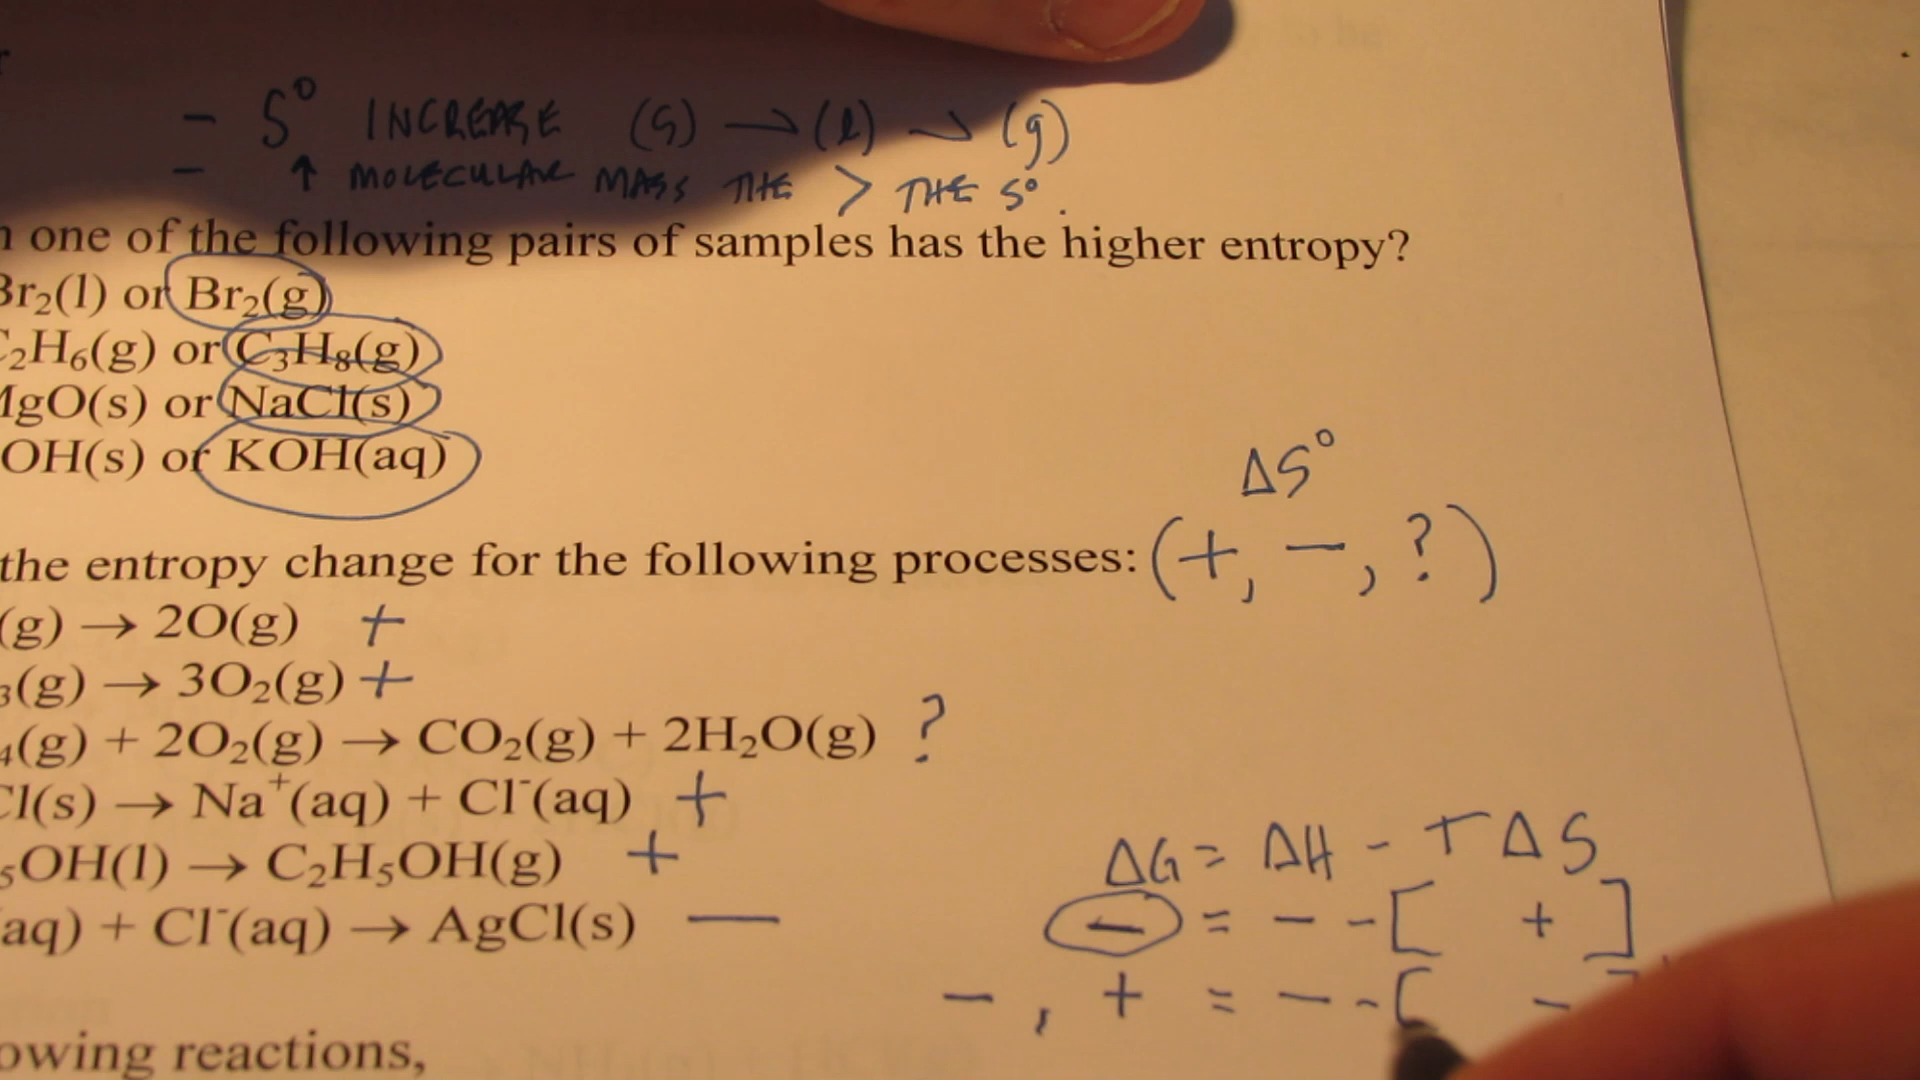 - S° INCREASE (S) → (l) → (g)
- ↑ MOLECULAR MASS THE > THE S°.
one of the following pairs of samples has the higher entropy?
Br₂(l) or Br₂(g)
C₂H₆(g) or C₃H₈(g)
MgO(s) or NaCl(s)
OH(s) or KOH(aq)
ΔS°
the entropy change for the following processes: (+, -, ?)
(g) → 2O(g) +
₃(g) → 3O₂(g) +
₄(g) + 2O₂(g) → CO₂(g) + 2H₂O(g) ?
Cl(s) → Na⁺(aq) + Cl⁻(aq) +
₅OH(l) → C₂H₅OH(g) +
aq) + Cl⁻(aq) → AgCl(s) —
ΔG = ΔH - TΔS
- = - - [ + ]
-, + = - - [ - ]
owing reactions,